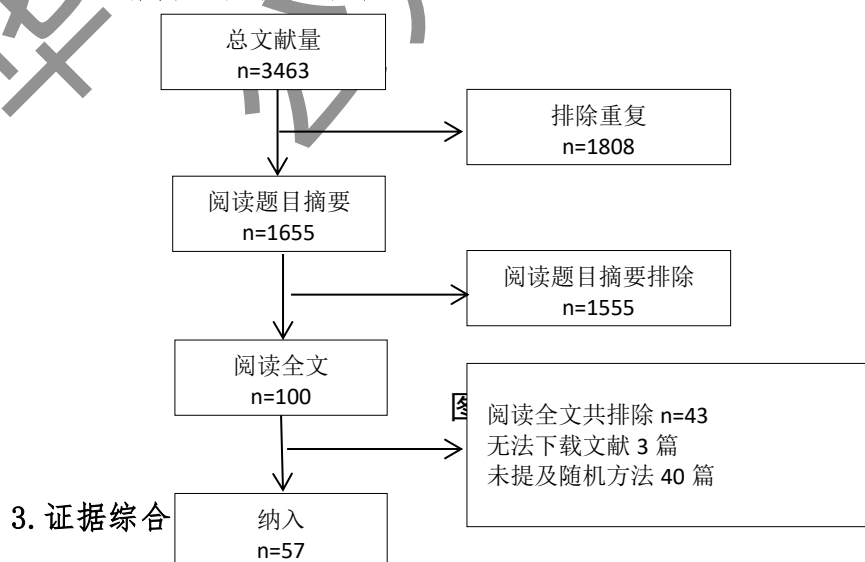 总文献量
n=3463
排除重复
n=1808
阅读题目摘要
n=1655
阅读题目摘要排除
n=1555
阅读全文
n=100
阅读全文共排除 n=43
无法下载文献 3 篇
未提及随机方法 40 篇
3.证据综合
纳入
n=57